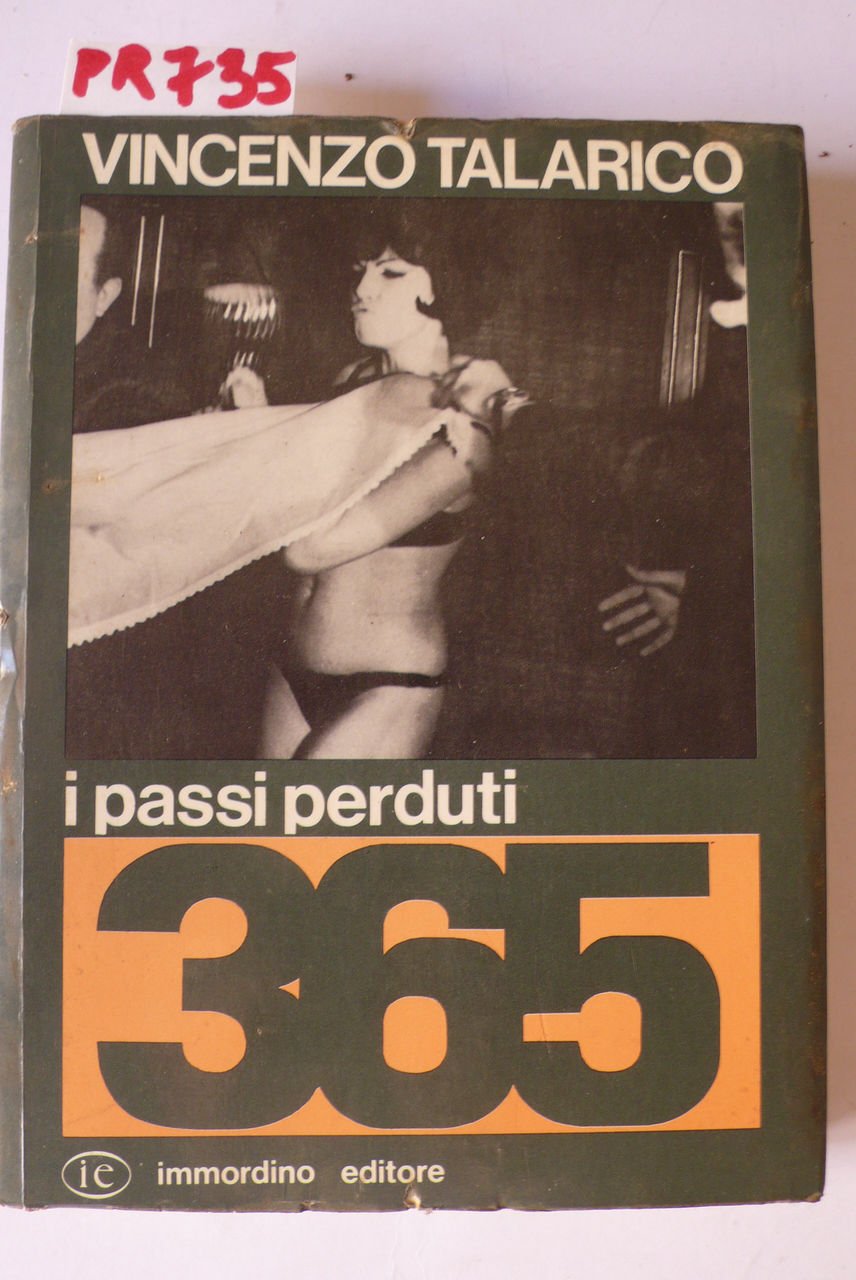 PR735
VINCENZO TALARICO
i passi perduti
365
ie immordino editore